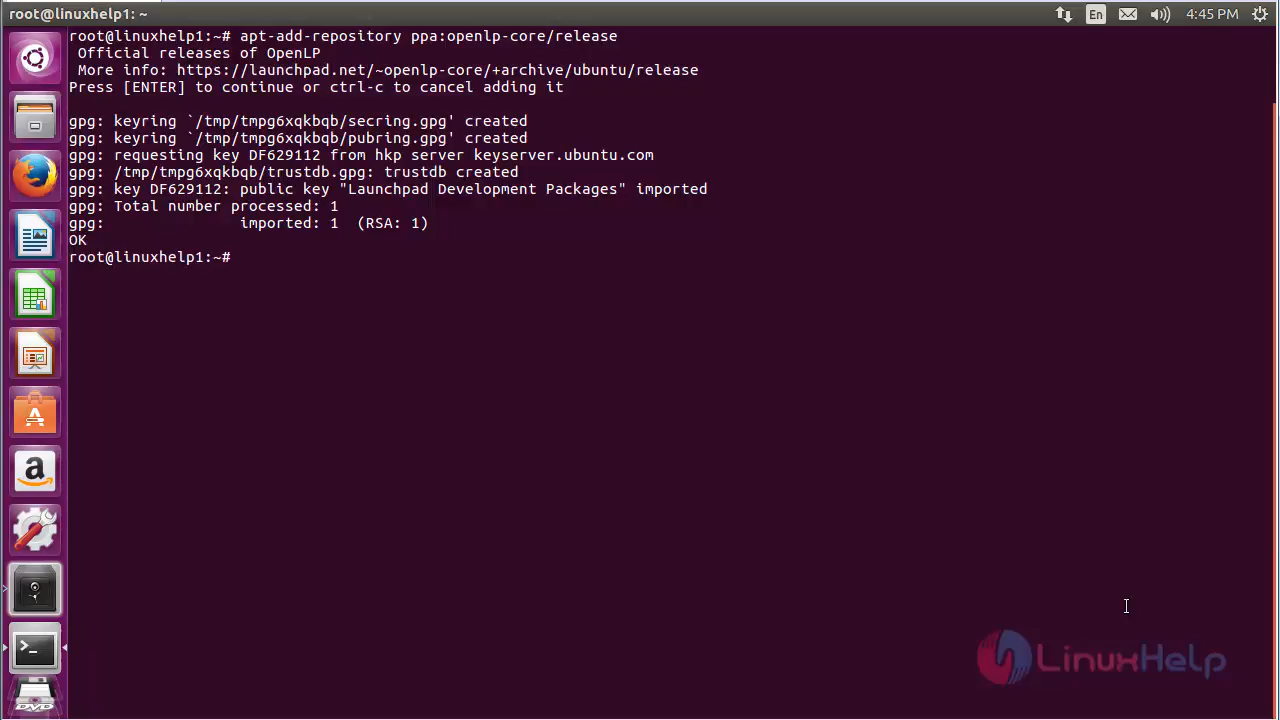 root@linuxhelp1: ~
En
4:45 PM
root@linuxhelp1:~# apt-add-repository ppa:openlp-core/release
Official releases of OpenLP
More info: https://launchpad.net/~openlp-core/+archive/ubuntu/release
Press [ENTER] to continue or ctrl-c to cancel adding it
gpg: keyring `/tmp/tmpg6xqkbqb/secring.gpg' created
gpg: keyring `/tmp/tmpg6xqkbqb/pubring.gpg' created
gpg: requesting key DF629112 from hkp server keyserver.ubuntu.com
gpg: /tmp/tmpg6xqkbqb/trustdb.gpg: trustdb created
gpg: key DF629112: public key "Launchpad Development Packages" imported
gpg: Total number processed: 1
gpg:               imported: 1  (RSA: 1)
OK
root@linuxhelp1:~#
a
>_
DVD
LinuxHelp